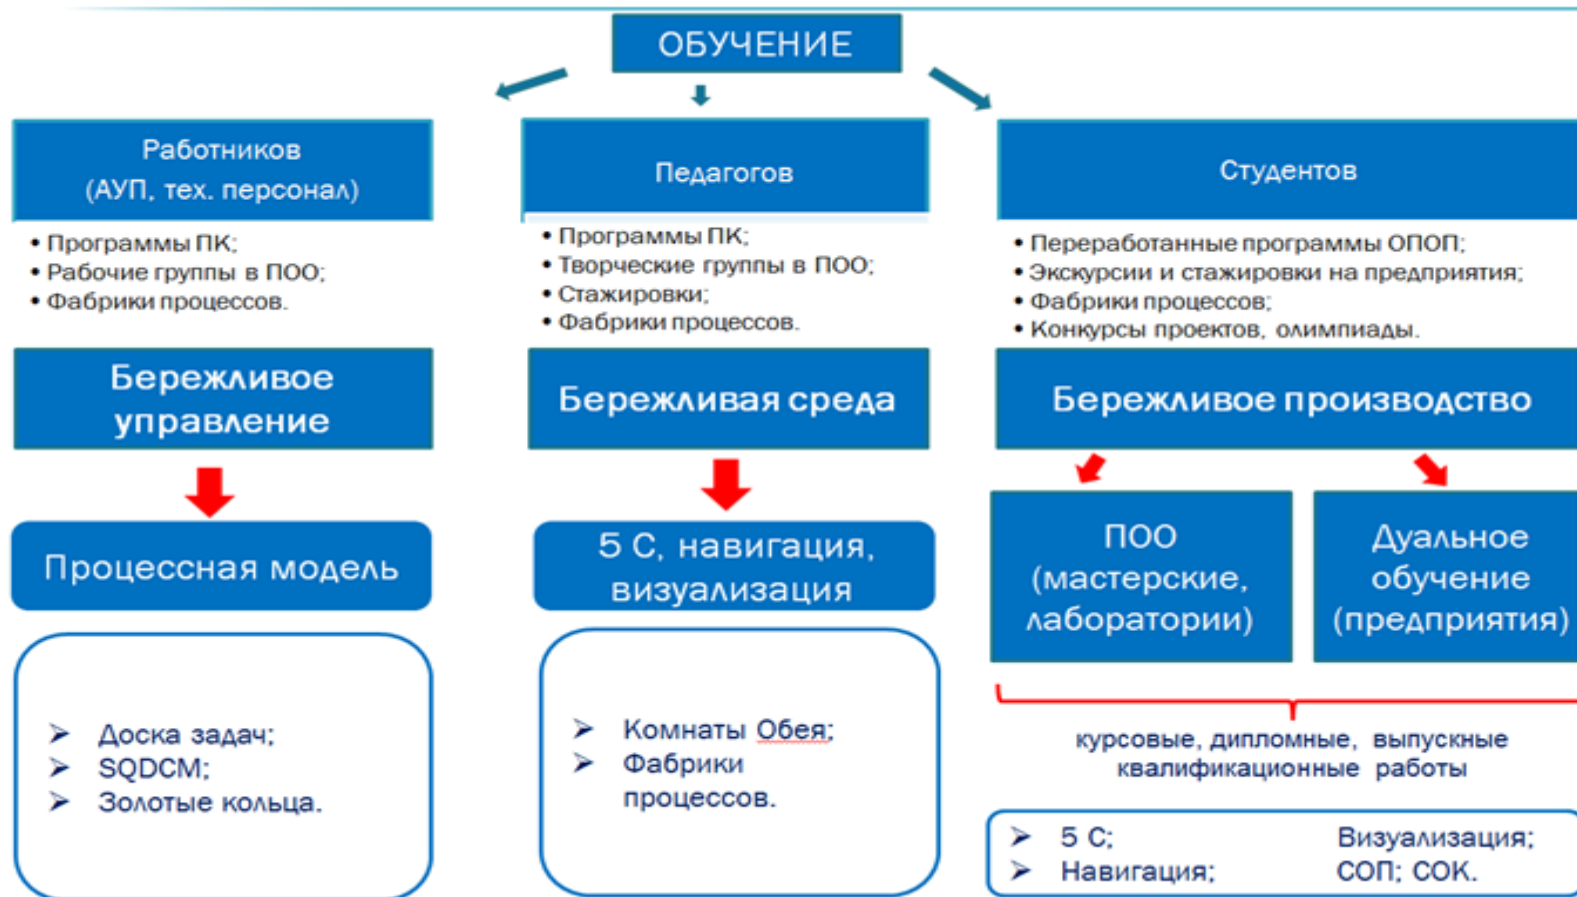 ОБУЧЕНИЕ
Работников
(АУП, тех. персонал)
• Программы ПК;
• Рабочие группы в ПОО;
• Фабрики процессов.
Бережливое
управление
Процессная модель
➢ Доска задач;
➢ SQDCM;
➢ Золотые кольца.
Педагогов
• Программы ПК;
• Творческие группы в ПОО;
• Стажировки;
• Фабрики процессов.
Бережливая среда
5 С, навигация,
визуализация
➢ Комнаты Обея;
➢ Фабрики
процессов.
Студентов
• Переработанные программы ОПОП;
• Экскурсии и стажировки на предприятия;
• Фабрики процессов;
• Конкурсы проектов, олимпиады.
Бережливое производство
ПОО
(мастерские,
лаборатории)
Дуальное
обучение
(предприятия)
курсовые, дипломные, выпускные
квалификационные работы
➢ 5 С; Визуализация;
➢ Навигация; СОП; СОК.